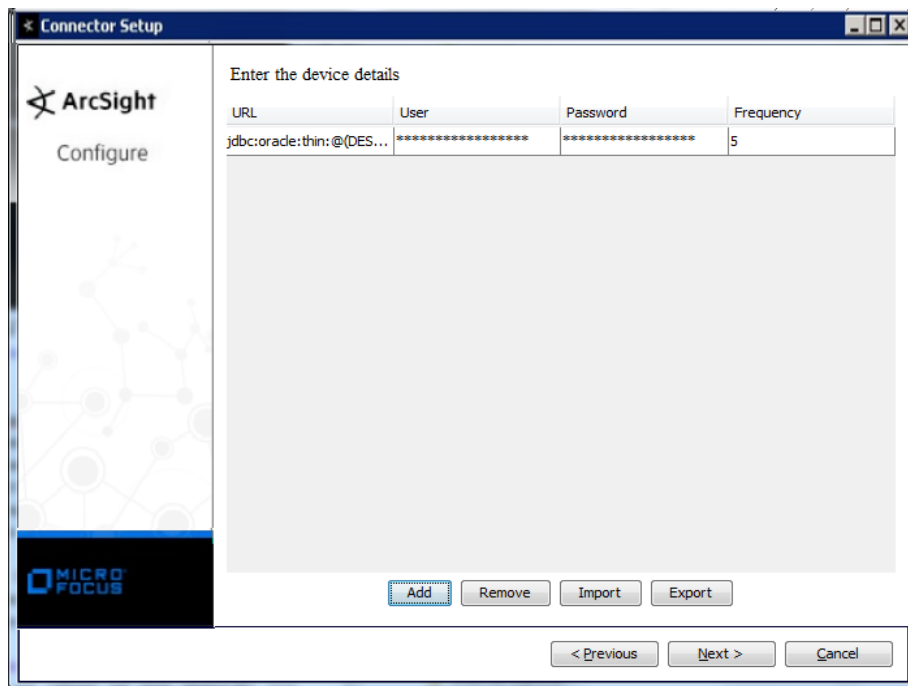 Connector Setup
ArcSight
Configure
Enter the device details
URL User Password Frequency
jdbc:oracle:thin:@(DES... ***************** ***************** 5
MICRO
FOCUS
Add Remove Import Export
< Previous Next > Cancel